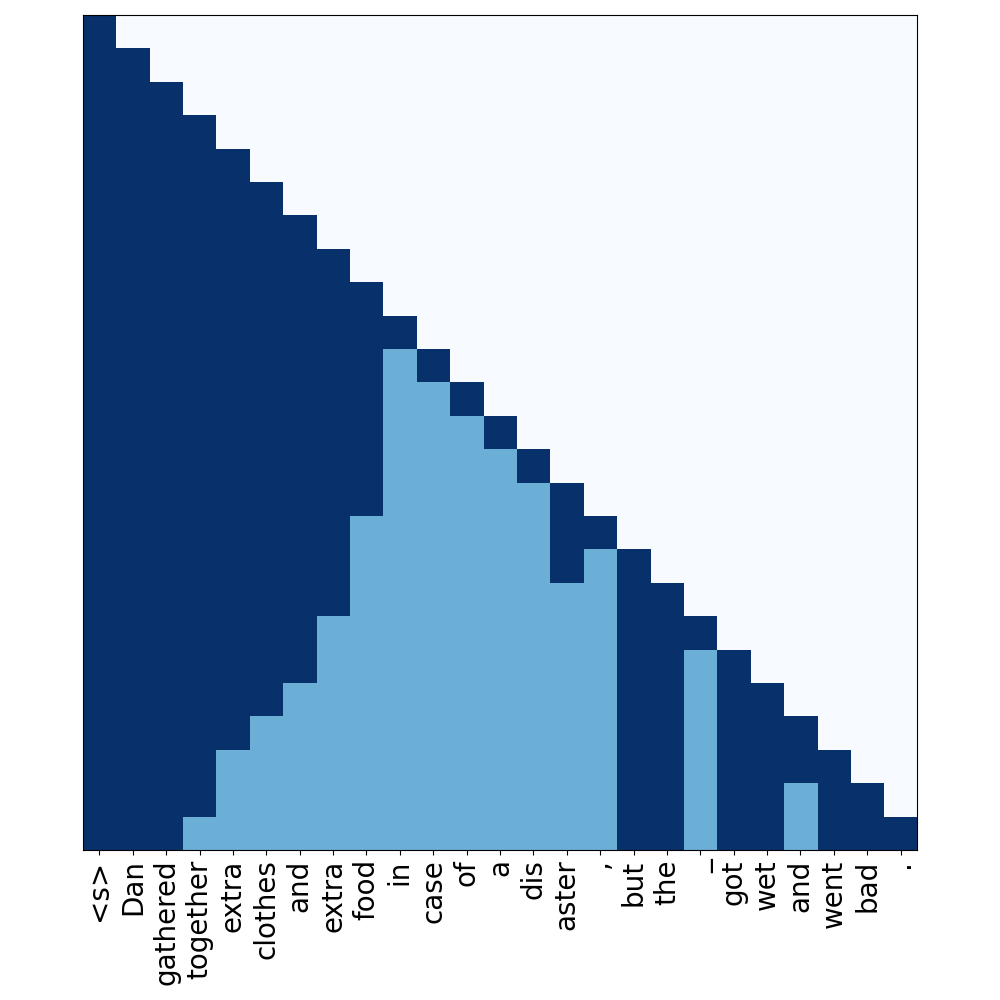 <s> Dan gathered together extra clothes and extra food in case of a dis aster , but the _ got wet and went bad .